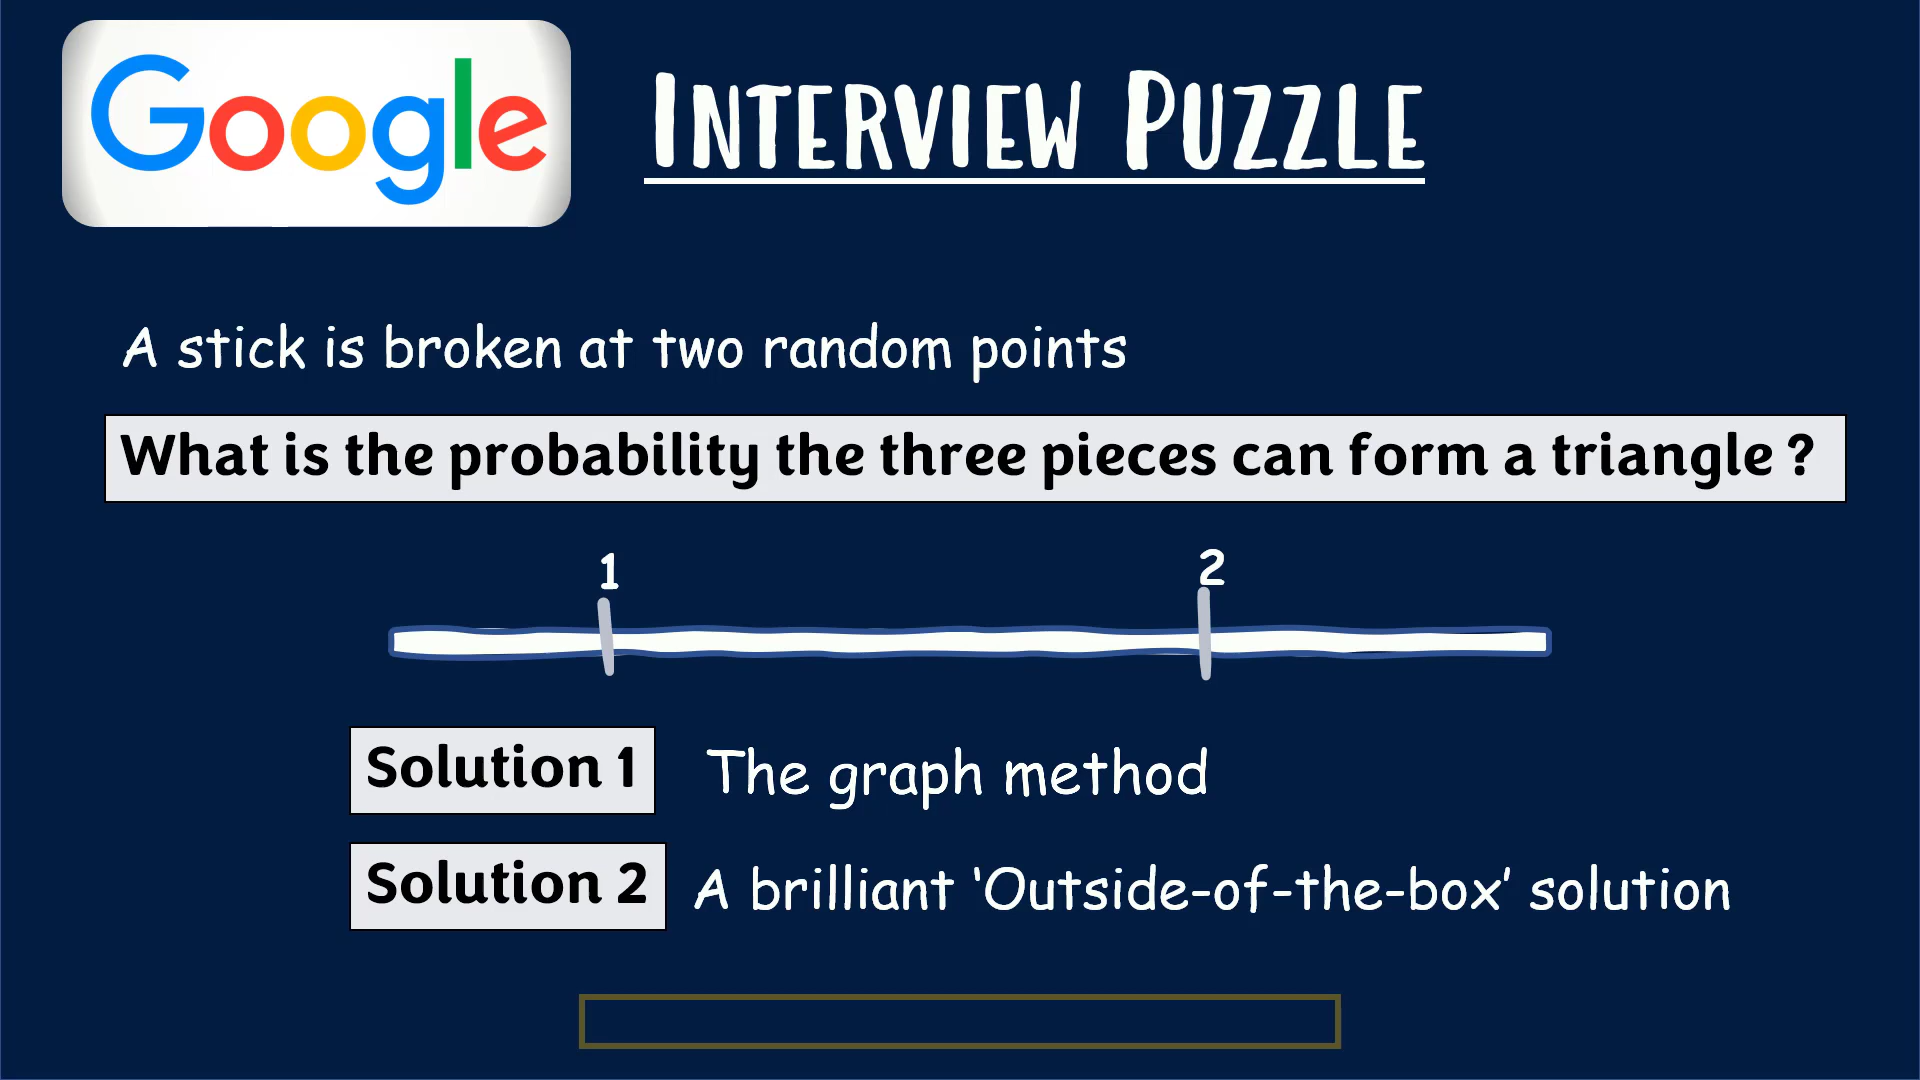 Google
INTERVIEW PUZZLE
A stick is broken at two random points
What is the probability the three pieces can form a triangle ?
1 2
Solution 1 The graph method
Solution 2 A brilliant ‘Outside-of-the-box’ solution